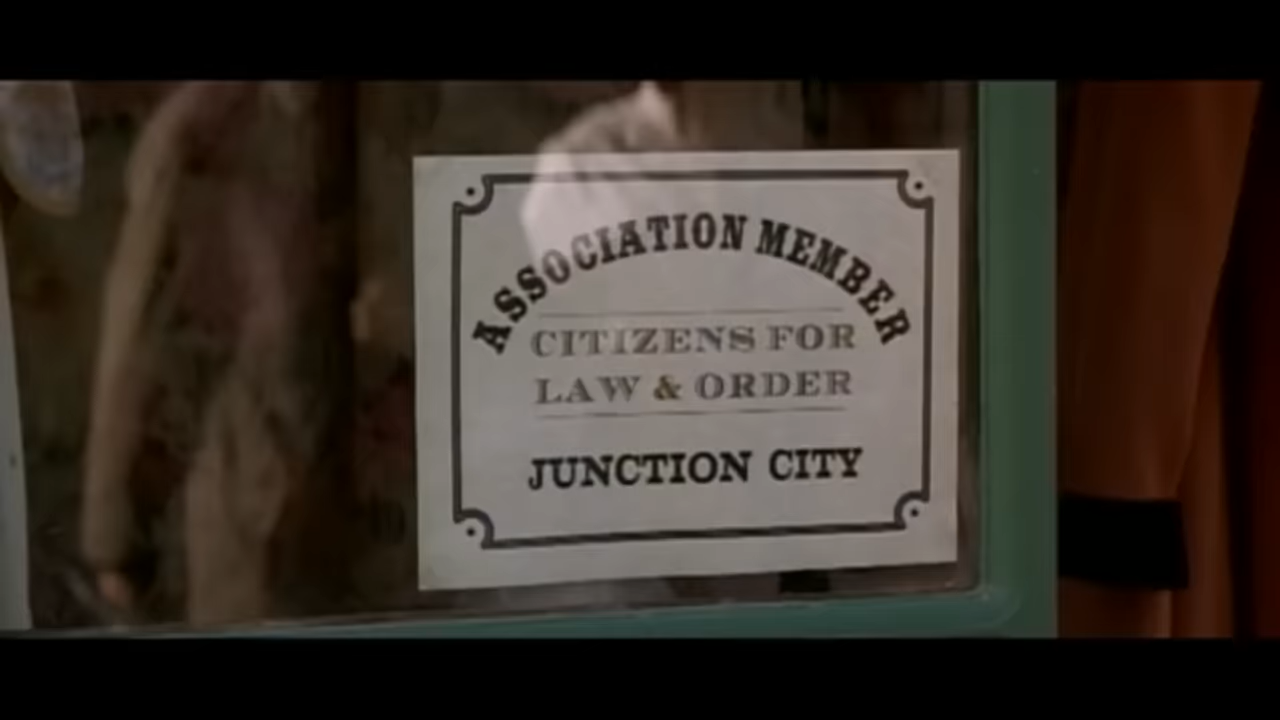 ASSOCIATION MEMBER
CITIZENS FOR
LAW & ORDER
JUNCTION CITY